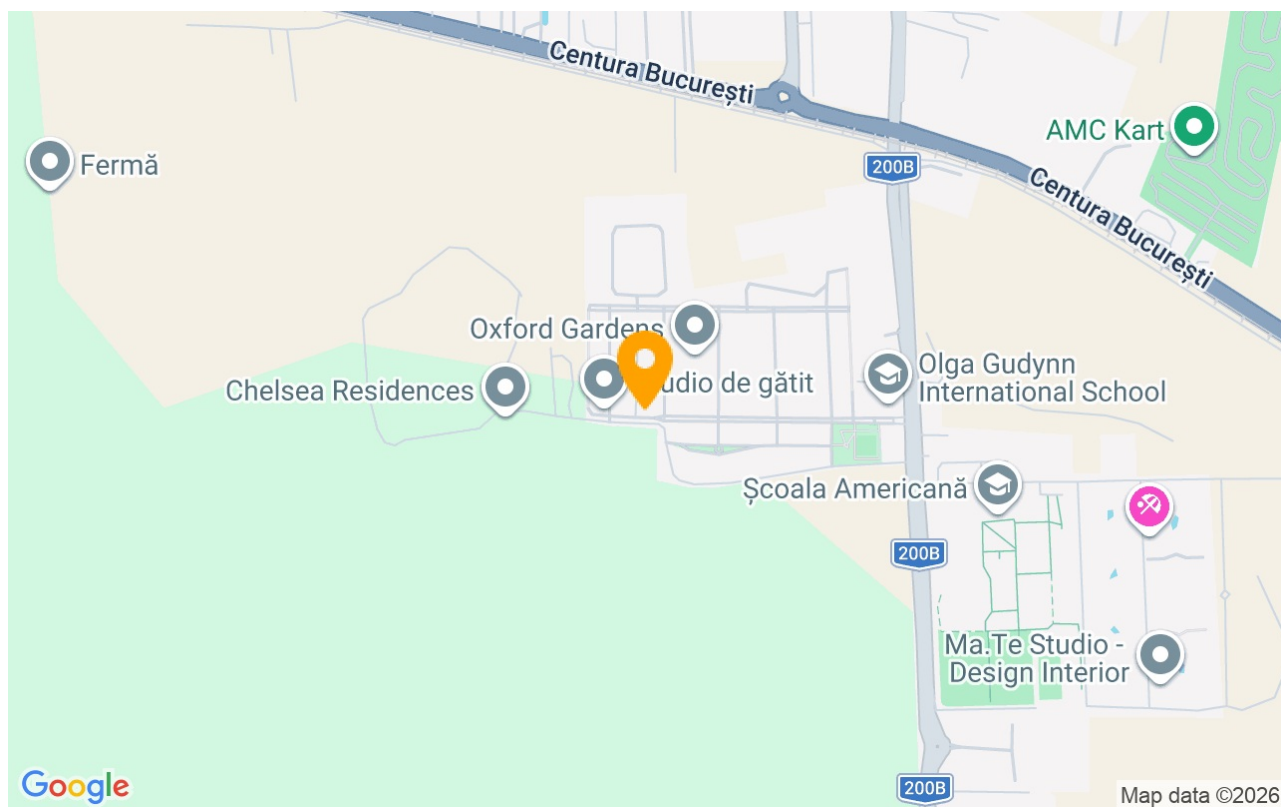 Centura București
AMC Kart
200B
Fermă
Centura București
Oxford Gardens
Olga Gudynn
International School
Chelsea Residences
udio de gătit
Școala Americană
200B
Ma.Te Studio -
Design Interior
200B
Google
Map data ©2026